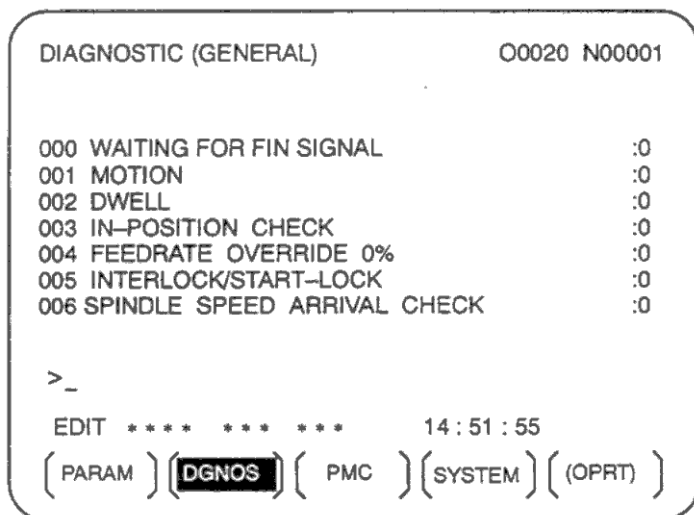 DIAGNOSTIC (GENERAL) O0020 N00001
000 WAITING FOR FIN SIGNAL :0
001 MOTION :0
002 DWELL :0
003 IN–POSITION CHECK :0
004 FEEDRATE OVERRIDE 0% :0
005 INTERLOCK/START–LOCK :0
006 SPINDLE SPEED ARRIVAL CHECK :0
>_
EDIT **** *** *** 14 : 51 : 55
[ PARAM ] [ DGNOS ] [ PMC ] [ SYSTEM ] [ (OPRT) ]